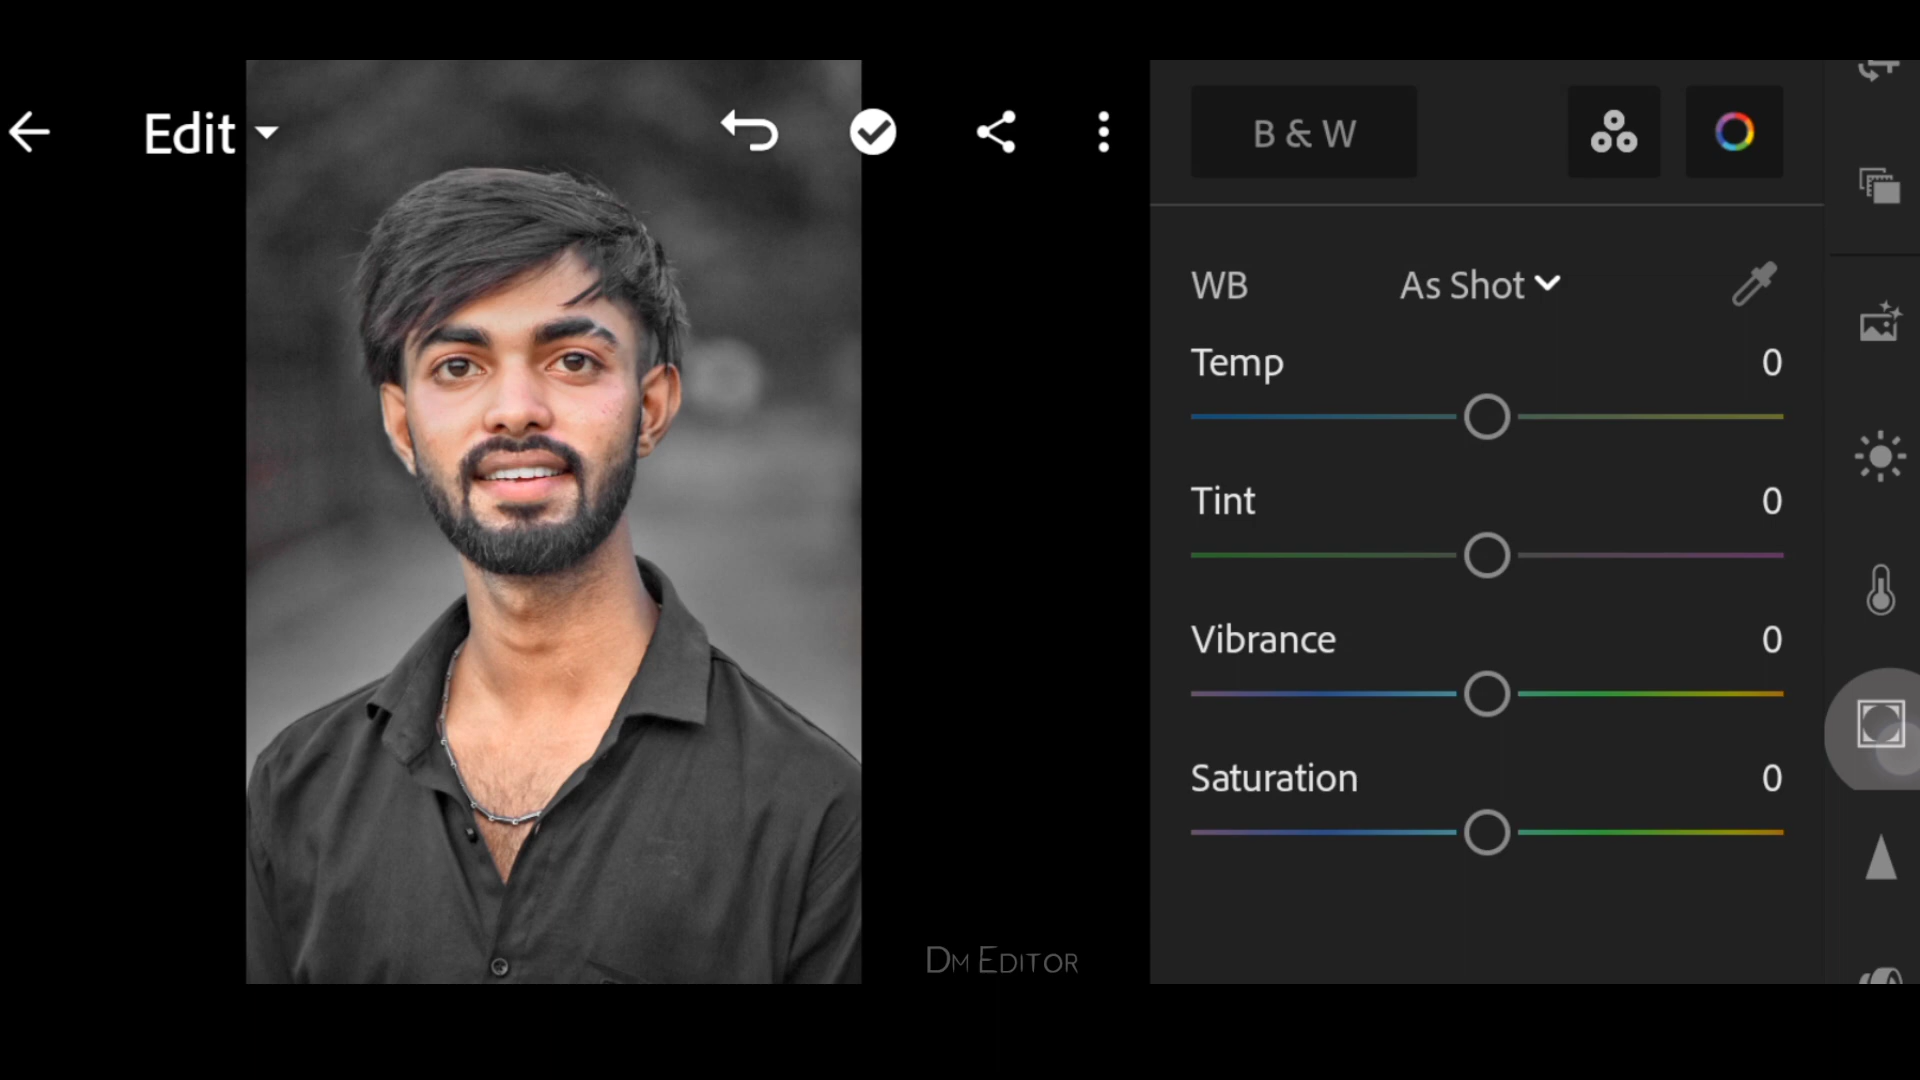 Edit
B & W
WB
As Shot
Temp
0
Tint
0
Vibrance
0
Saturation
0
DM EDITOR